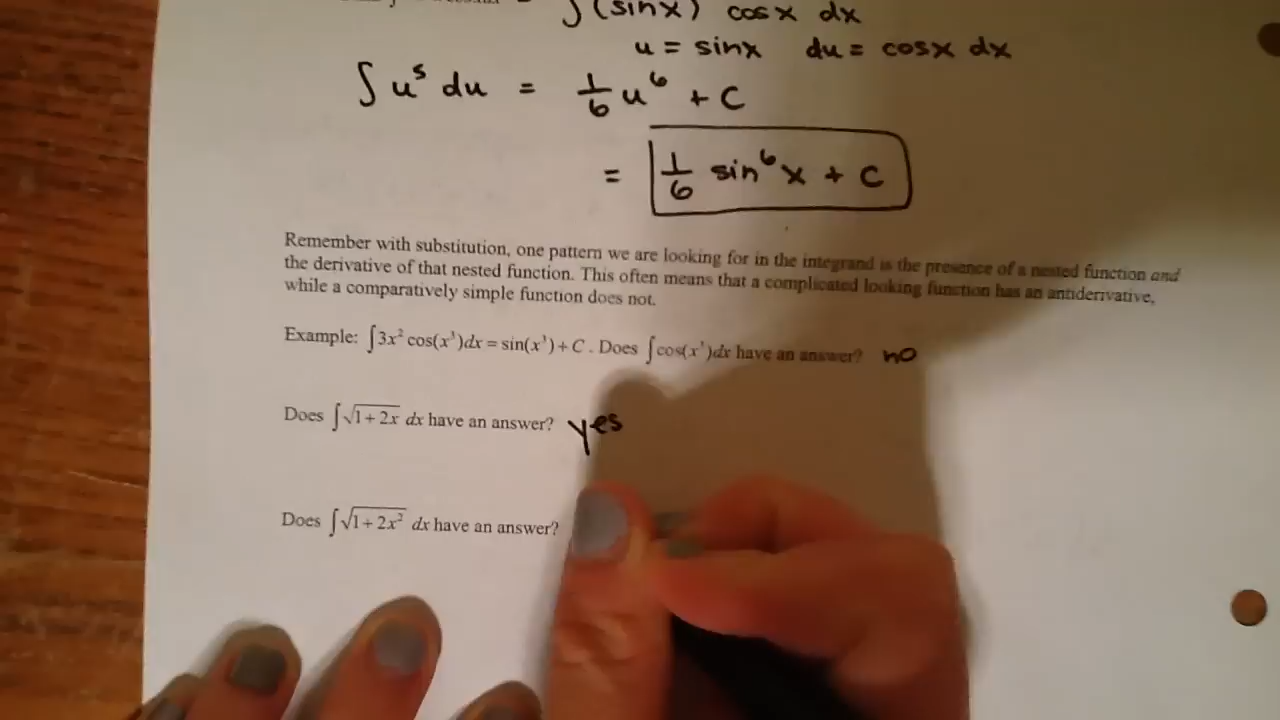 ∫(sinx) cosx dx
u = sinx du = cosx dx
∫u⁵ du = 1/6 u⁶ + C
= 1/6 sin⁶x + C
Remember with substitution, one pattern we are looking for in the integrand is the presence of a nested function and
the derivative of that nested function. This often means that a complicated looking function has an antiderivative,
while a comparatively simple function does not.
Example: ∫3x² cos(x³)dx = sin(x³) + C . Does ∫cos(x³)dx have an answer? no
Does ∫√(1+2x) dx have an answer? yes
Does ∫√(1+2x²) dx have an answer?